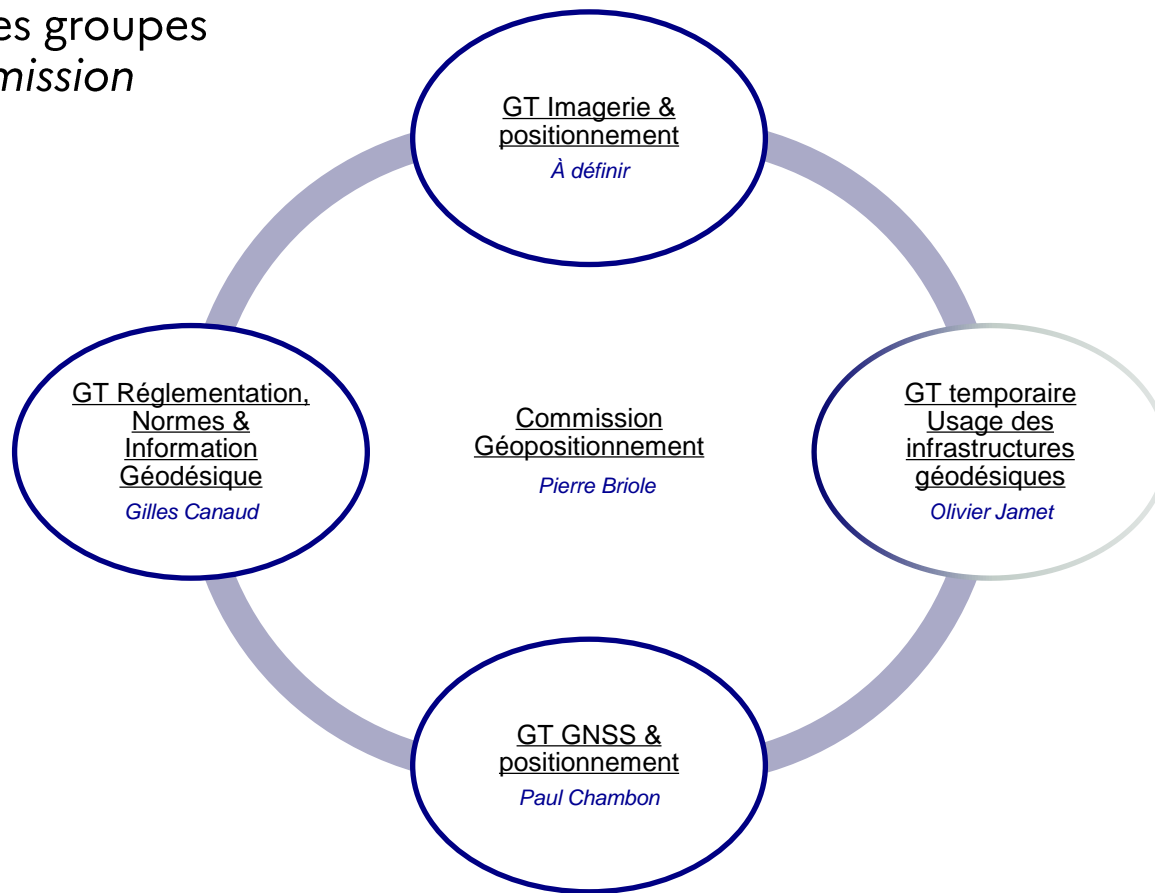 es groupes
mission
GT Imagerie &
positionnement
À définir
GT Réglementation,
Normes &
Information
Géodésique
Gilles Canaud
Commission
Géopositionnement
Pierre Briole
GT temporaire
Usage des
infrastructures
géodésiques
Olivier Jamet
GT GNSS &
positionnement
Paul Chambon